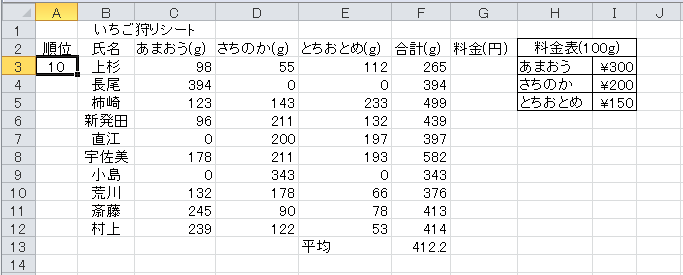 A B C D E F G H I J
1 いちご狩りシート
2 順位 氏名 あまおう(g) さちのか(g) とちおとめ(g) 合計(g) 料金(円) 料金表(100g)
3 10 上杉 98 55 112 265 あまおう ¥300
4 長尾 394 0 0 394 さちのか ¥200
5 柿崎 123 143 233 499 とちおとめ ¥150
6 新発田 96 211 132 439
7 直江 0 200 197 397
8 宇佐美 178 211 193 582
9 小島 0 343 0 343
10 荒川 132 178 66 376
11 斎藤 245 90 78 413
12 村上 239 122 53 414
13 平均 412.2
14